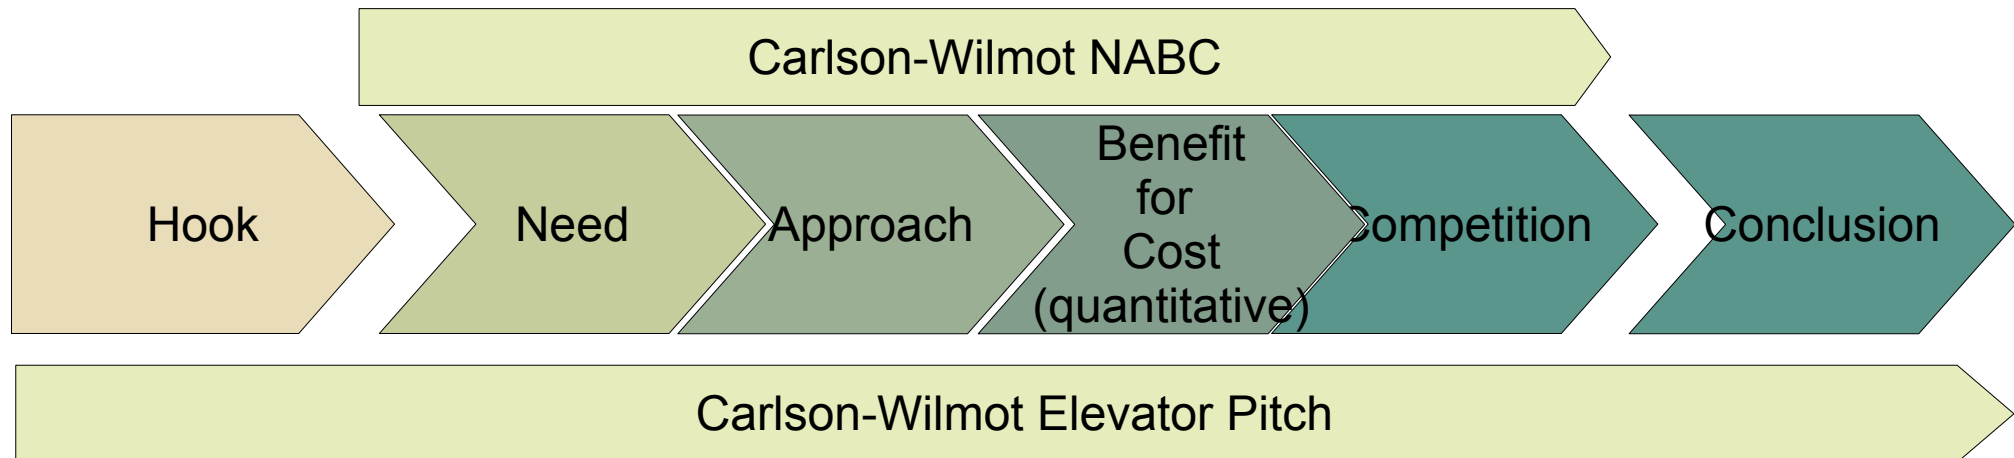 Carlson-Wilmot NABC
Hook
Need
Approach
Benefit
for
Cost
(quantitative)
Competition
Conclusion
Carlson-Wilmot Elevator Pitch